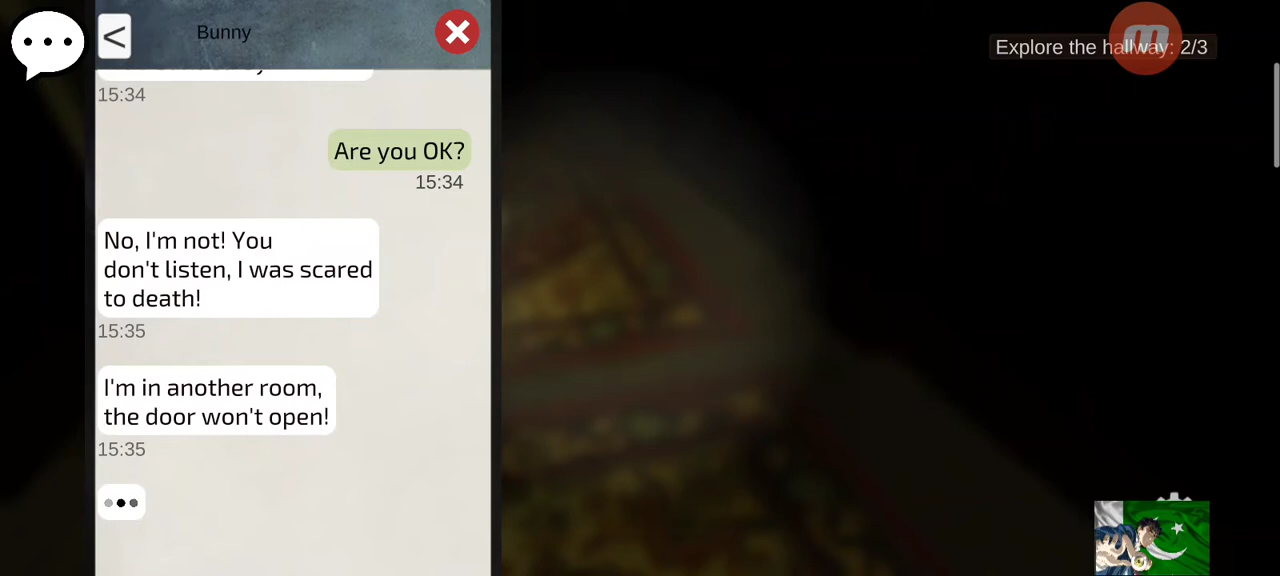 <
Bunny
Explore the hallway: 2/3
15:34
Are you OK?
15:34
No, I'm not! You
don't listen, I was scared
to death!
15:35
I'm in another room,
the door won't open!
15:35